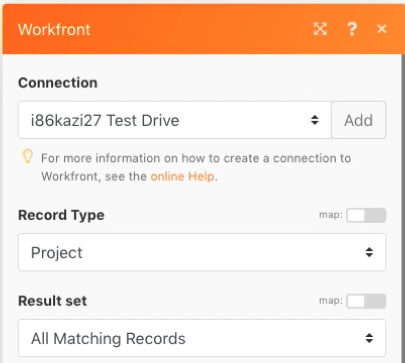 Workfront ? ×
Connection
i86kazi27 Test Drive Add
For more information on how to create a connection to
Workfront, see the online Help.
Record Type map:
Project
Result set map:
All Matching Records